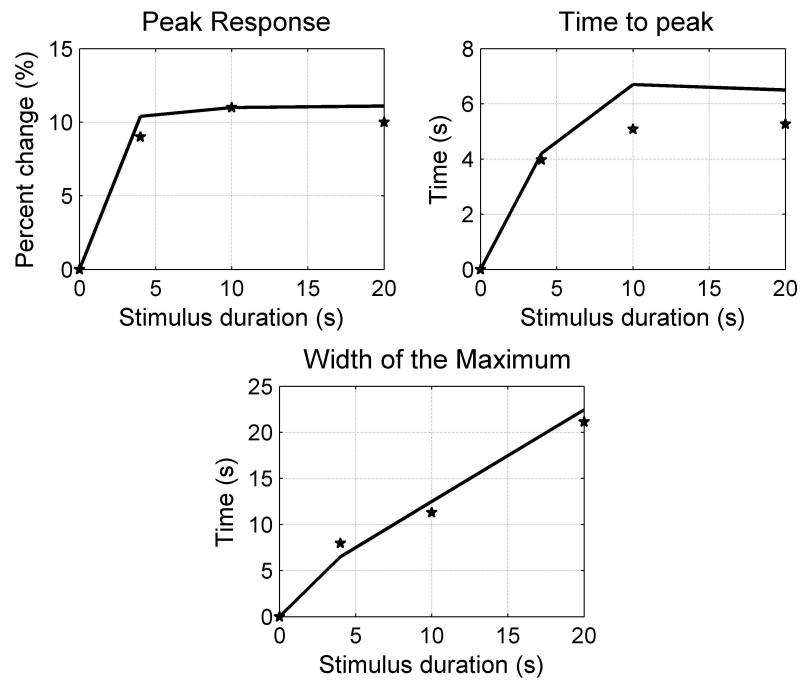 Peak Response
15
10
5
0
Percent change (%)
0 5 10 15 20
Stimulus duration (s)
Time to peak
8
6
4
2
0
Time (s)
0 5 10 15 20
Stimulus duration (s)
Width of the Maximum
25
20
15
10
5
0
Time (s)
0 5 10 15 20
Stimulus duration (s)